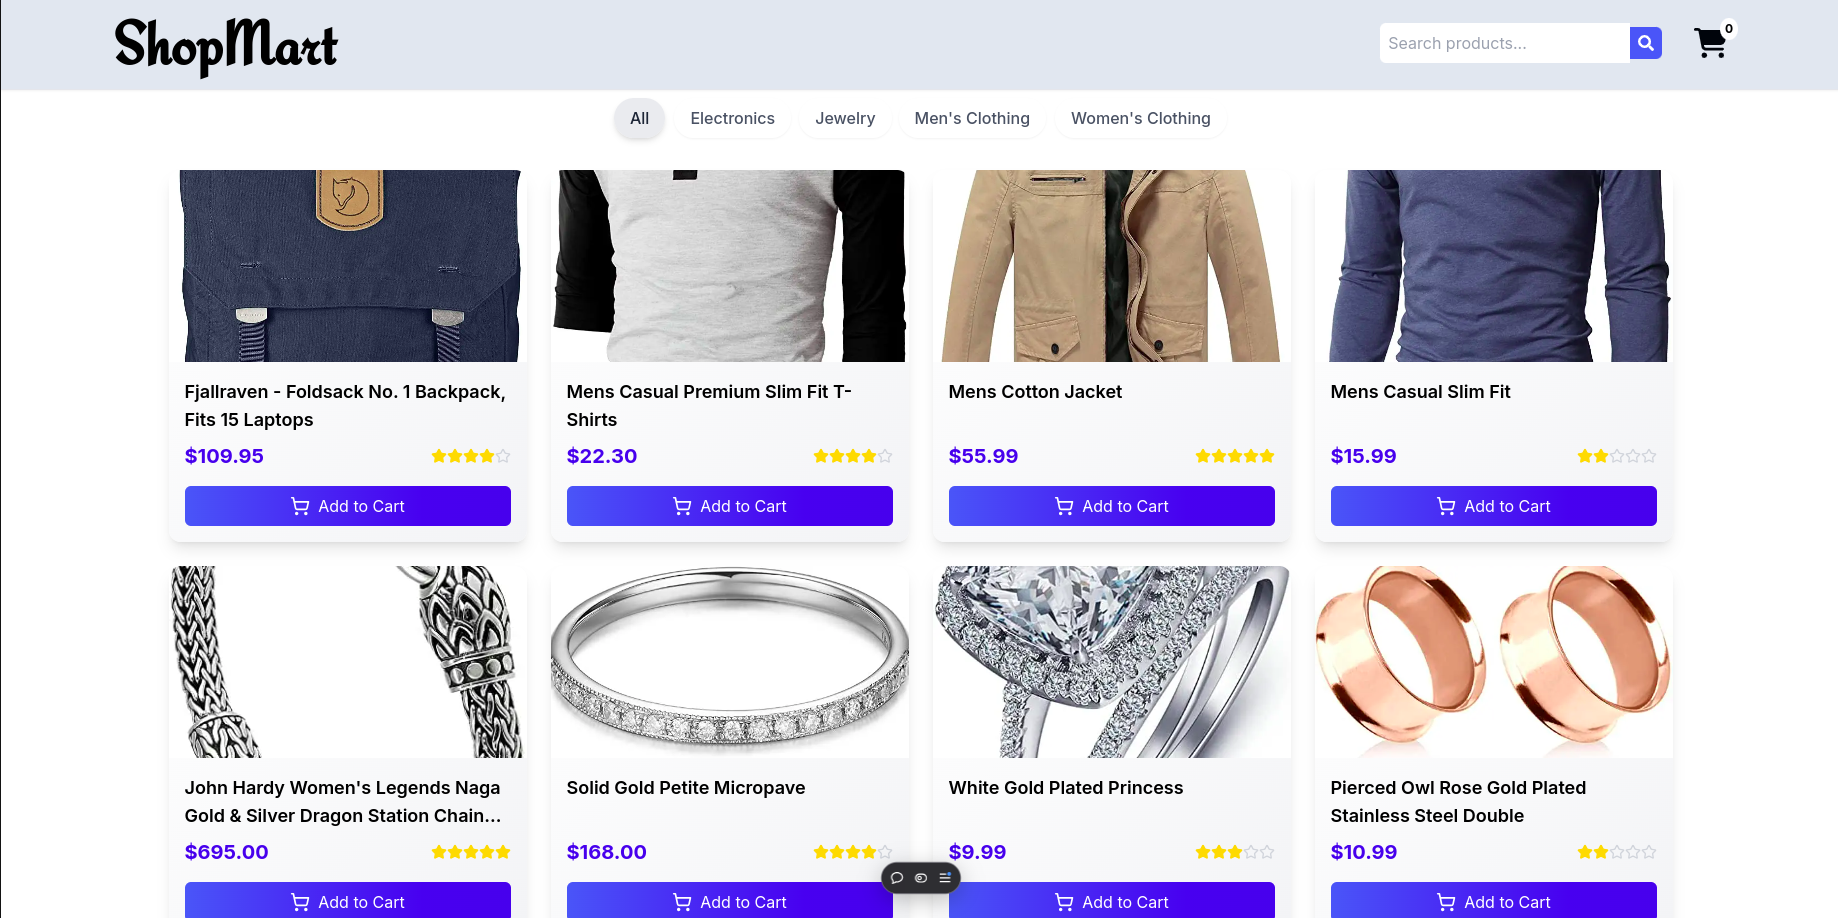 ShopMart
Search products...
0
All
Electronics
Jewelry
Men's Clothing
Women's Clothing
Fjallraven - Foldsack No. 1 Backpack,
Fits 15 Laptops
$109.95
Add to Cart
Mens Casual Premium Slim Fit T-
Shirts
$22.30
Add to Cart
Mens Cotton Jacket
$55.99
Add to Cart
Mens Casual Slim Fit
$15.99
Add to Cart
John Hardy Women's Legends Naga
Gold & Silver Dragon Station Chain...
$695.00
Add to Cart
Solid Gold Petite Micropave
$168.00
Add to Cart
White Gold Plated Princess
$9.99
Add to Cart
Pierced Owl Rose Gold Plated
Stainless Steel Double
$10.99
Add to Cart